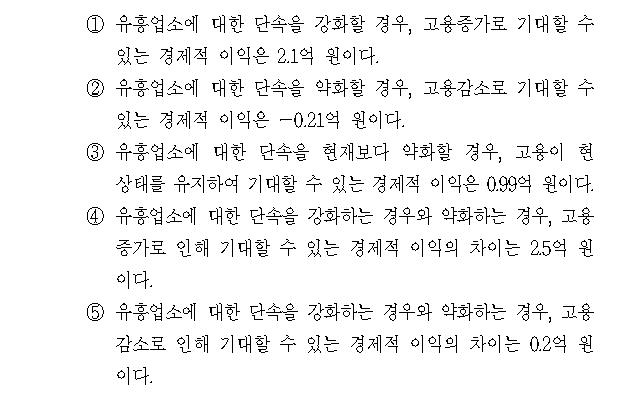 ① 유흥업소에 대한 단속을 강화할 경우, 고용증가로 기대할 수
있는 경제적 이익은 2.1억 원이다.
② 유흥업소에 대한 단속을 약화할 경우, 고용감소로 기대할 수
있는 경제적 이익은 -0.21억 원이다.
③ 유흥업소에 대한 단속을 현재보다 약화할 경우, 고용이 현
상태를 유지하여 기대할 수 있는 경제적 이익은 0.99억 원이다.
④ 유흥업소에 대한 단속을 강화하는 경우와 약화하는 경우, 고용
증가로 인해 기대할 수 있는 경제적 이익의 차이는 2.5억 원
이다.
⑤ 유흥업소에 대한 단속을 강화하는 경우와 약화하는 경우, 고용
감소로 인해 기대할 수 있는 경제적 이익의 차이는 0.2억 원
이다.